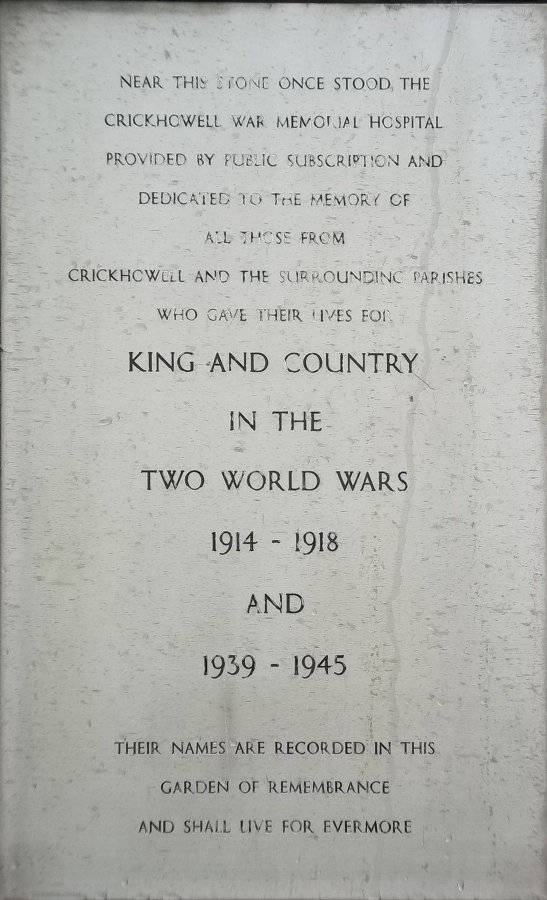 NEAR THIS STONE ONCE STOOD THE
CRICKHOWELL WAR MEMORIAL HOSPITAL
PROVIDED BY PUBLIC SUBSCRIPTION AND
DEDICATED TO THE MEMORY OF
ALL THOSE FROM
CRICKHOWELL AND THE SURROUNDING PARISHES
WHO GAVE THEIR LIVES FOR
KING AND COUNTRY
IN THE
TWO WORLD WARS
1914 - 1918
AND
1939 - 1945
THEIR NAMES ARE RECORDED IN THIS
GARDEN OF REMEMBRANCE
AND SHALL LIVE FOR EVERMORE